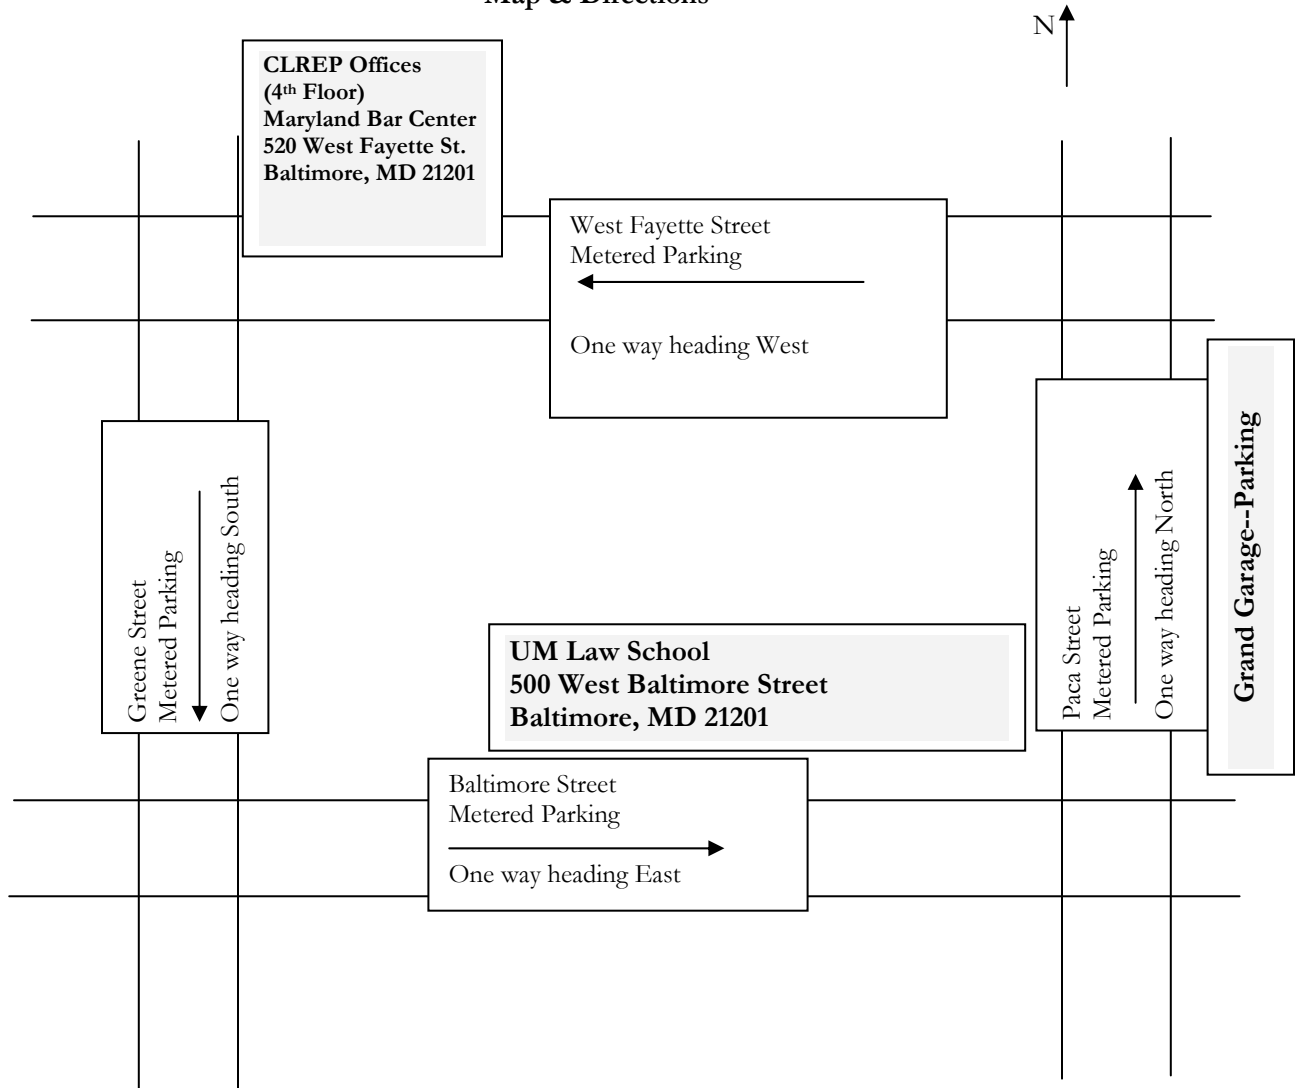 Map & Directions
N
CLREP Offices
(4th Floor)
Maryland Bar Center
520 West Fayette St.
Baltimore, MD 21201
West Fayette Street
Metered Parking
One way heading West
Greene Street
Metered Parking
One way heading South
Paca Street
Metered Parking
One way heading North
Grand Garage--Parking
UM Law School
500 West Baltimore Street
Baltimore, MD 21201
Baltimore Street
Metered Parking
One way heading East